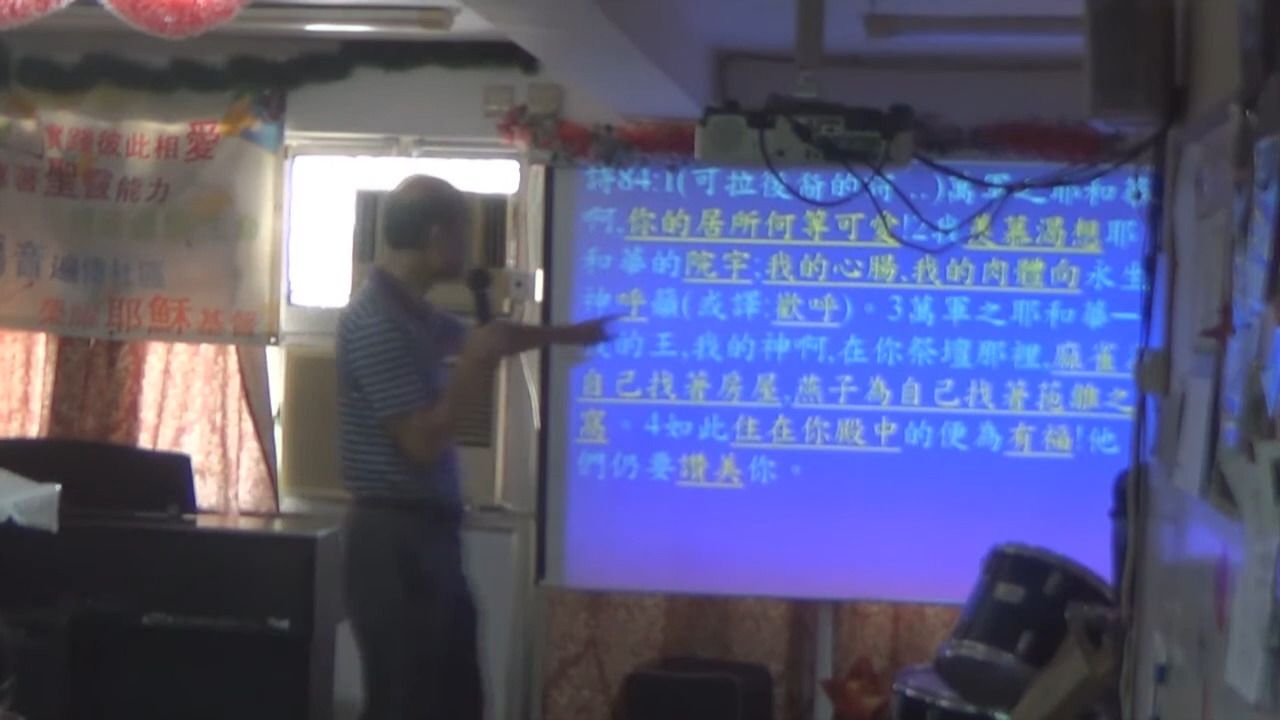 實踐彼此相愛
聖靈能力
音
耶穌基督
詩84:1(可拉後裔的詩...)萬軍之耶和華
啊,你的居所何等可愛!2我羨慕渴想耶
和華的院宇;我的心腸,我的肉體向永生
神呼籲(或譯:歡呼)。3萬軍之耶和華—
我的王,我的神啊,在你祭壇那裡,麻雀
自己找著房屋,燕子為自己找著菢雛之
窩。4如此住在你殿中的便為有福!他
們仍要讚美你。